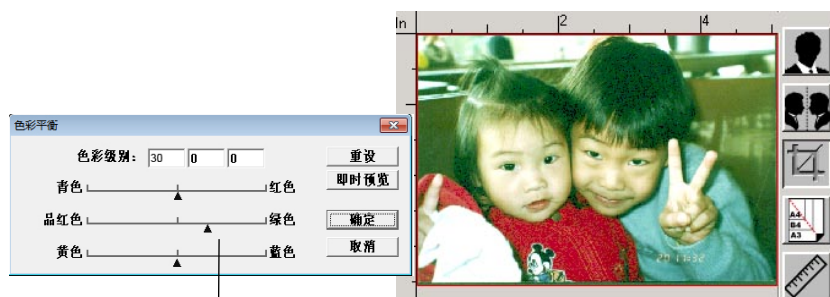 In
2
4
色彩平衡
色彩级别： 30 0 0
重设
青色 红色
即时预览
品红色 绿色
确定
黄色 蓝色
取消
A4
B4
A3